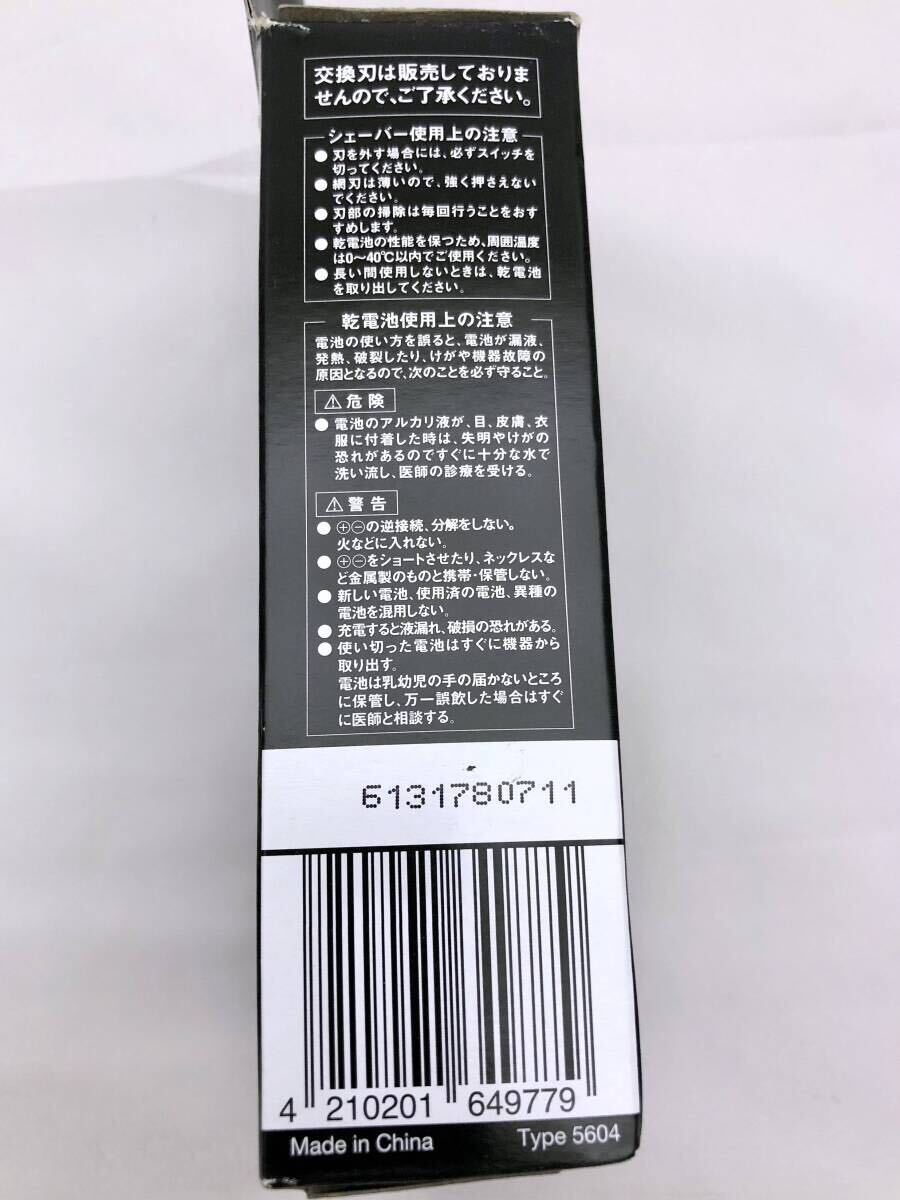 交換刃は販売しておりま
せんので、ご了承ください。
シェーバー使用上の注意
● 刃を外す場合には、必ずスイッチを
切ってください。
● 網刃は薄いので、強く押さえない
でください。
● 刃部の掃除は毎回行うことをおす
すめします。
● 乾電池の性能を保つため、周囲温度
は0〜40℃以内でご使用ください。
● 長い間使用しないときは、乾電池
を取り出してください。
乾電池使用上の注意
電池の使い方を誤ると、電池が漏液、
発熱、破裂したり、けがや機器故障の
原因となるので、次のことを必ず守ること。
⚠危険
● 電池のアルカリ液が、目、皮膚、衣
服に付着した時は、失明やけがの
恐れがあるのですぐに十分な水で
洗い流し、医師の診療を受ける。
⚠警告
● ⊕⊖の逆接続、分解をしない。
火などに入れない。
● ⊕⊖をショートさせたり、ネックレスな
ど金属製のものと携帯・保管しない。
● 新しい電池、使用済の電池、異種の
電池を混用しない。
● 充電すると液漏れ、破損の恐れがある。
● 使い切った電池はすぐに機器から
取り出す。
電池は乳幼児の手の届かないところ
に保管し、万一誤飲した場合はすぐ
に医師と相談する。
6131780711
4 210201 649779
Made in China Type 5604